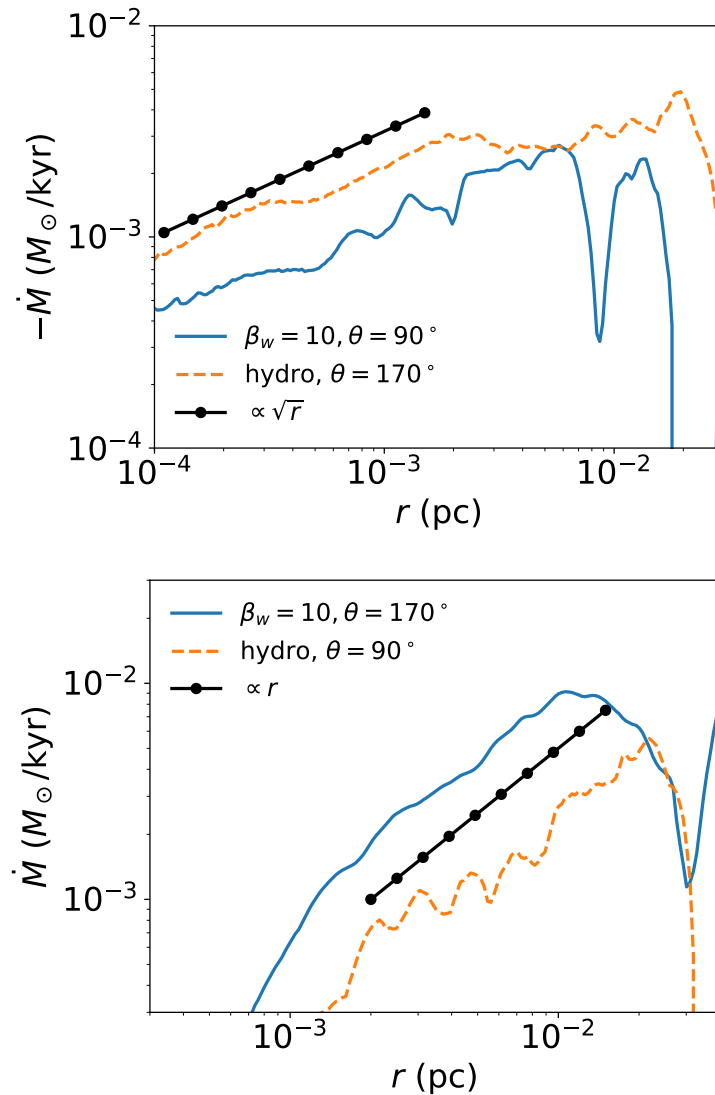 10⁻²
10⁻³
10⁻⁴
−Ṁ (M⊙/kyr)
β_w = 10, θ = 90°
hydro, θ = 170°
∝ √r
10⁻⁴
10⁻³
10⁻²
r (pc)
β_w = 10, θ = 170°
hydro, θ = 90°
∝ r
10⁻²
10⁻³
Ṁ (M⊙/kyr)
10⁻³
10⁻²
r (pc)